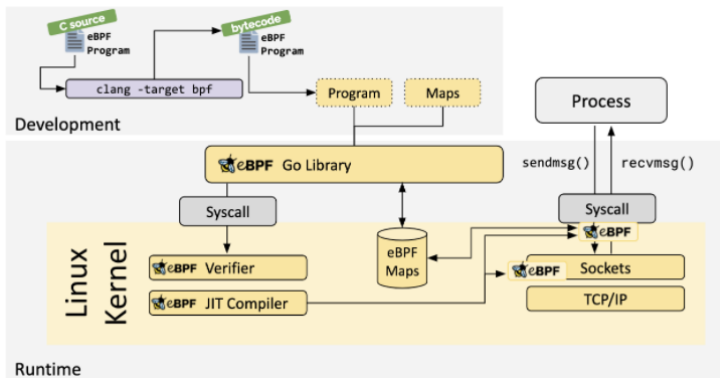 C source
eBPF
Program
bytecode
eBPF
Program
clang -target bpf
Program
Maps
Development
Process
sendmsg()
recvmsg()
eBPF Go Library
Syscall
Syscall
eBPF
Linux
Kernel
eBPF Verifier
eBPF
Maps
eBPF
Sockets
eBPF JIT Compiler
TCP/IP
Runtime